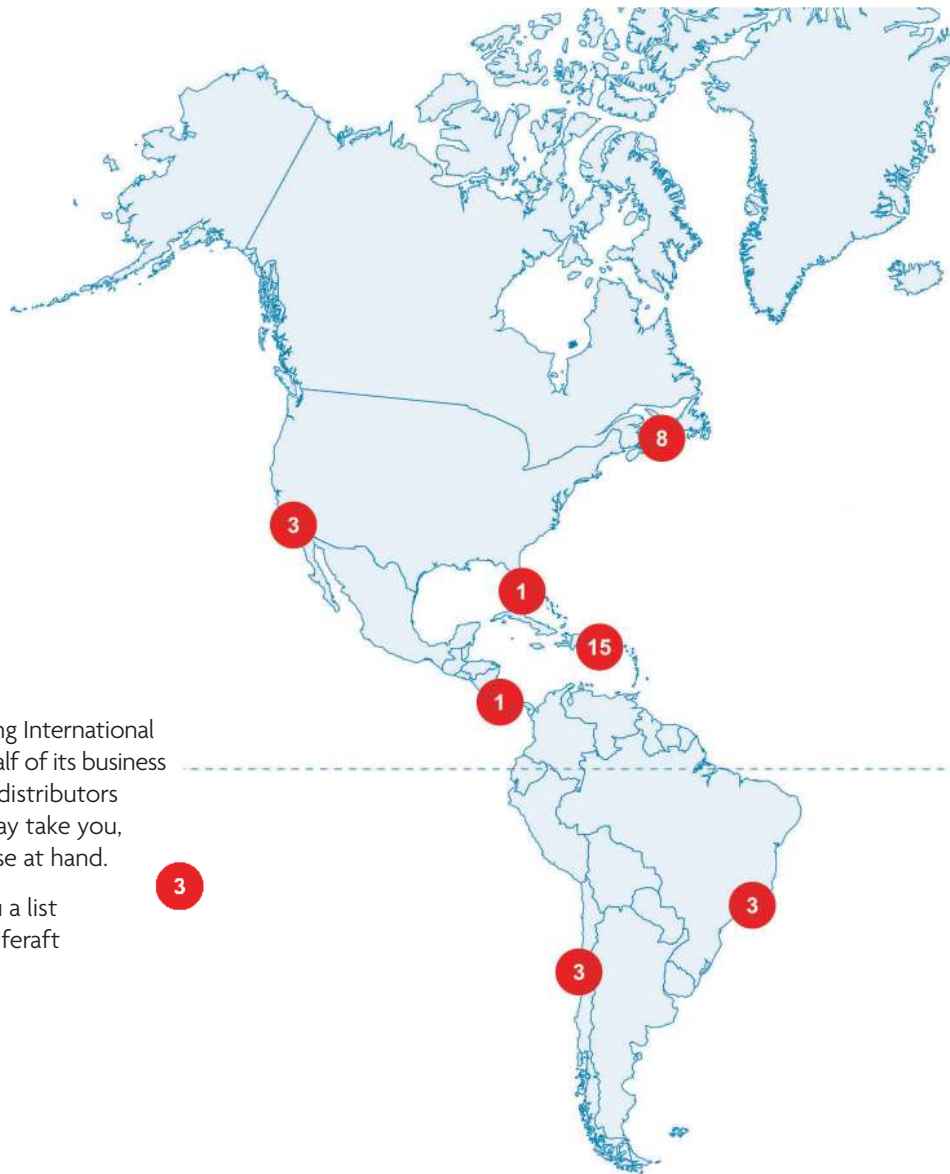 8
3
1
15
1
ng International
alf of its business
distributors
ay take you,
se at hand.
3
a list
feraft
3
3